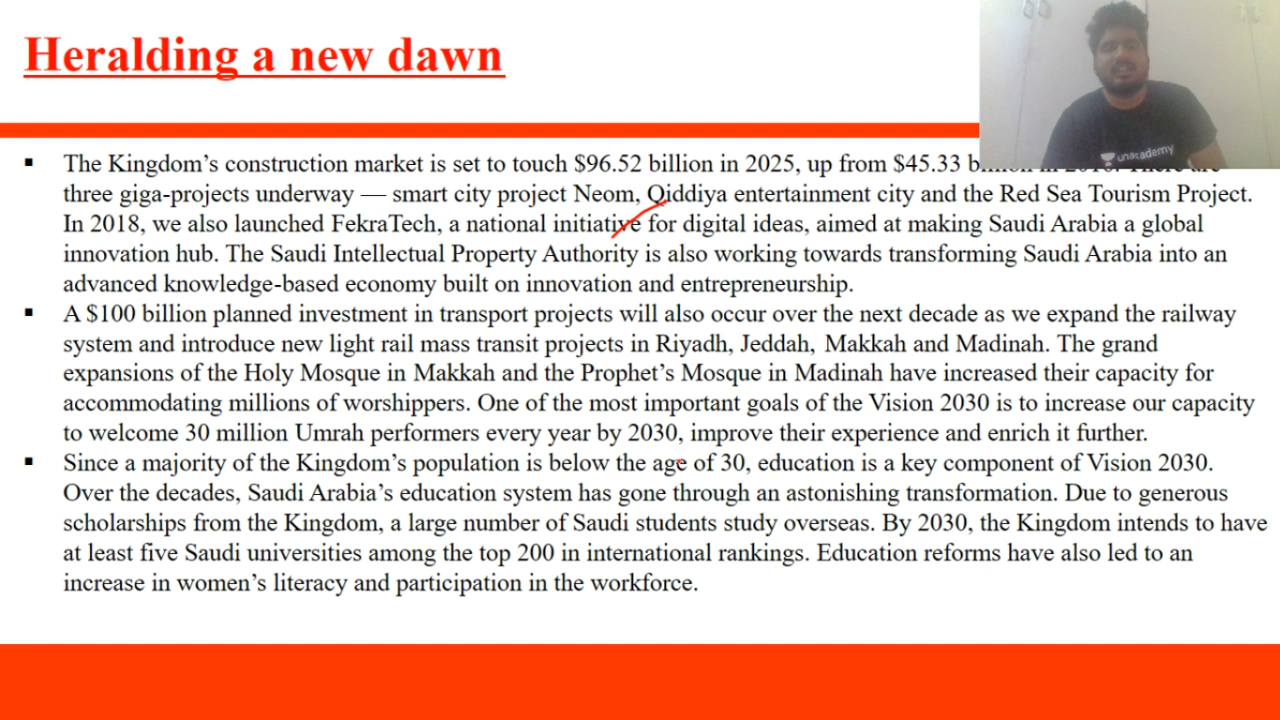 Heralding a new dawn
unacademy
▪ The Kingdom's construction market is set to touch $96.52 billion in 2025, up from $45.33
three giga-projects underway — smart city project Neom, Qiddiya entertainment city and the Red Sea Tourism Project.
In 2018, we also launched FekraTech, a national initiative for digital ideas, aimed at making Saudi Arabia a global
innovation hub. The Saudi Intellectual Property Authority is also working towards transforming Saudi Arabia into an
advanced knowledge-based economy built on innovation and entrepreneurship.
▪ A $100 billion planned investment in transport projects will also occur over the next decade as we expand the railway
system and introduce new light rail mass transit projects in Riyadh, Jeddah, Makkah and Madinah. The grand
expansions of the Holy Mosque in Makkah and the Prophet's Mosque in Madinah have increased their capacity for
accommodating millions of worshippers. One of the most important goals of the Vision 2030 is to increase our capacity
to welcome 30 million Umrah performers every year by 2030, improve their experience and enrich it further.
▪ Since a majority of the Kingdom's population is below the age of 30, education is a key component of Vision 2030.
Over the decades, Saudi Arabia's education system has gone through an astonishing transformation. Due to generous
scholarships from the Kingdom, a large number of Saudi students study overseas. By 2030, the Kingdom intends to have
at least five Saudi universities among the top 200 in international rankings. Education reforms have also led to an
increase in women's literacy and participation in the workforce.